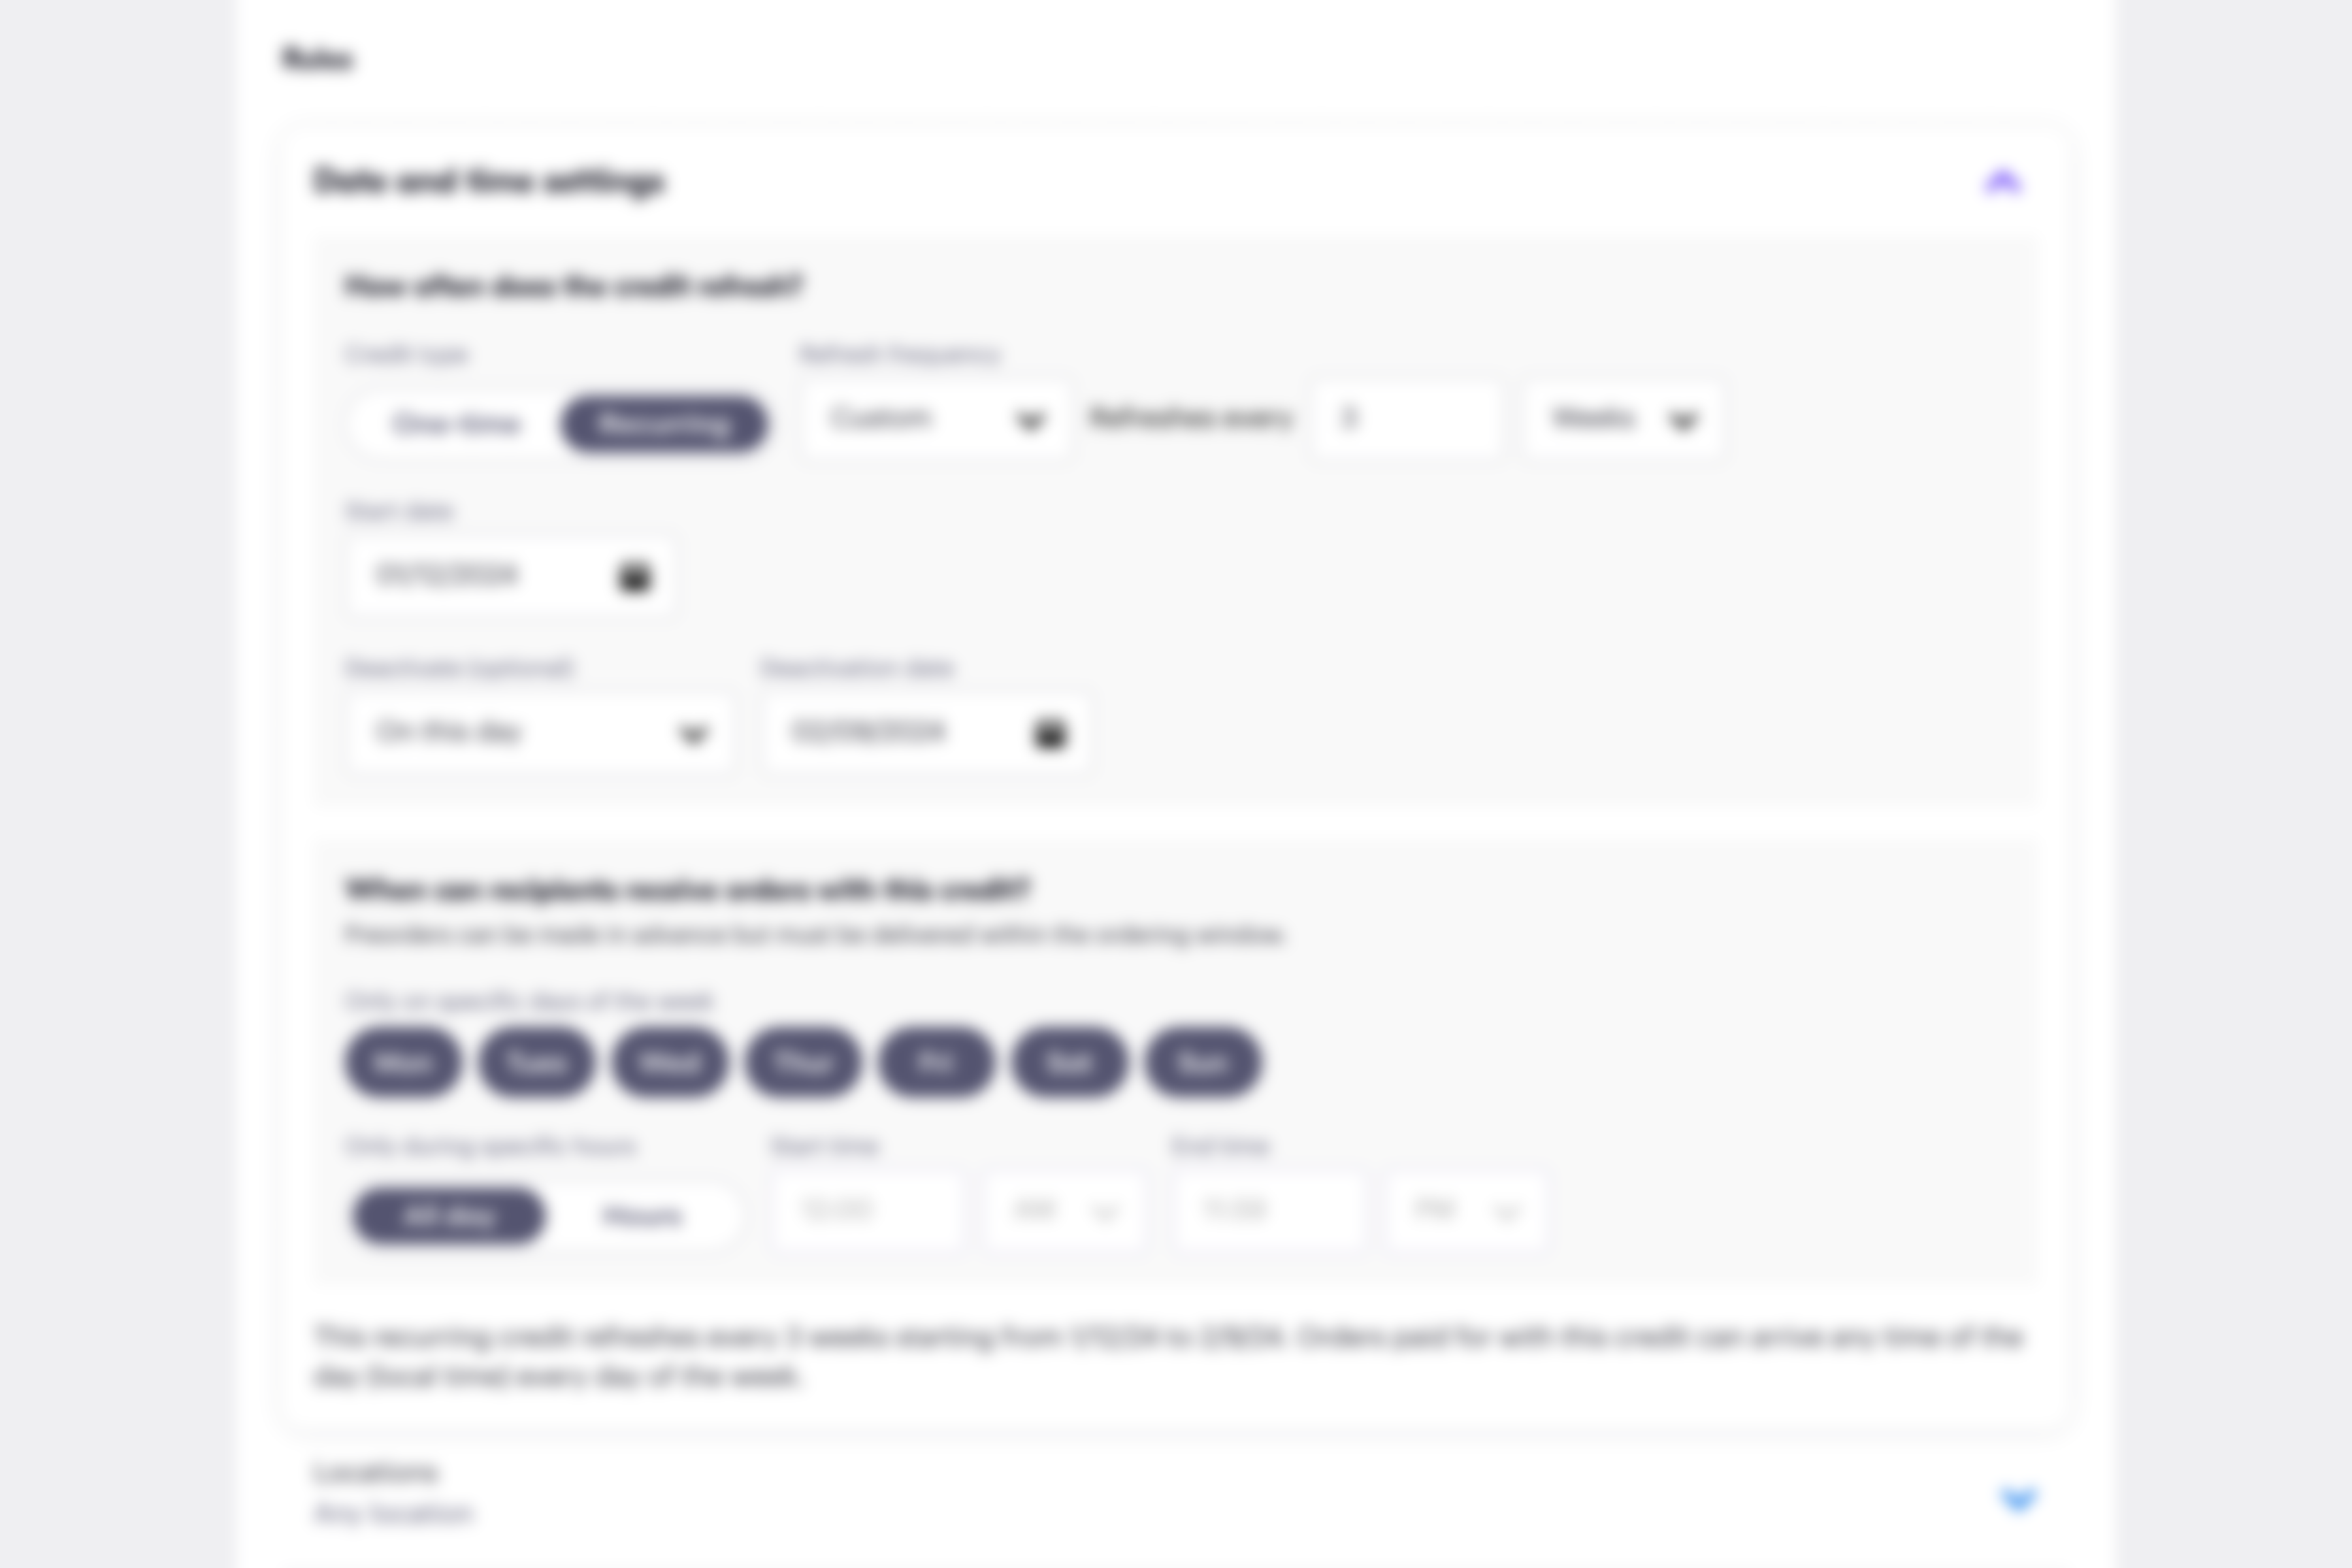 Rules
Date and time settings
How often does the credit refresh?
Credit type
Refresh frequency
One-time
Recurring
Custom
Refreshes every
3
Weeks
Start date
01/12/2024
Deactivate (optional)
Deactivation date
On this day
02/09/2024
When can recipients receive orders with this credit?
Preorders can be made in advance but must be delivered within the ordering window.
Only on specific days of the week
Mon
Tues
Wed
Thur
Fri
Sat
Sun
Only during specific hours
Start time
End time
All day
Hours
12:00
AM
11:59
PM
This recurring credit refreshes every 3 weeks starting from 1/12/24 to 2/9/24. Orders paid for with this credit can arrive any time of the
day (local time) every day of the week.
Locations
Any location